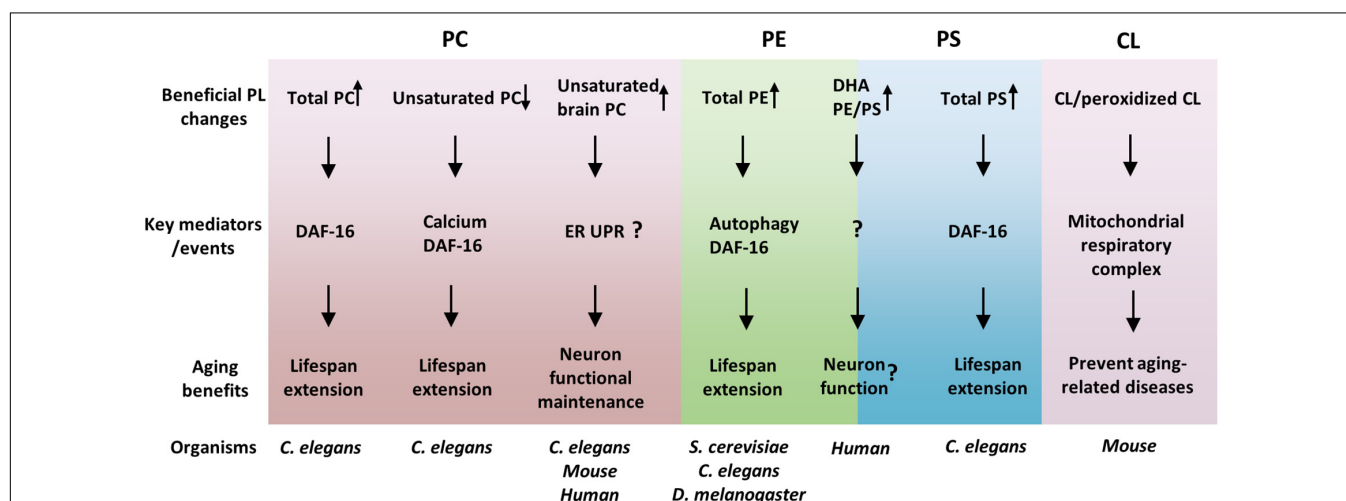 PC PE PS CL
Beneficial PL
changes
Total PC↑
Unsaturated PC↓
Unsaturated
brain PC ↑
Total PE↑
DHA
PE/PS ↑
Total PS↑
CL/peroxidized CL
Key mediators
/events
DAF-16
Calcium
DAF-16
ER UPR ?
Autophagy
DAF-16
?
DAF-16
Mitochondrial
respiratory
complex
Aging
benefits
Lifespan
extension
Lifespan
extension
Neuron
functional
maintenance
Lifespan
extension
Neuron
function?
Lifespan
extension
Prevent aging-
related diseases
Organisms
C. elegans
C. elegans
C. elegans
Mouse
Human
S. cerevisiae
C. elegans
D. melanogaster
Human
C. elegans
Mouse